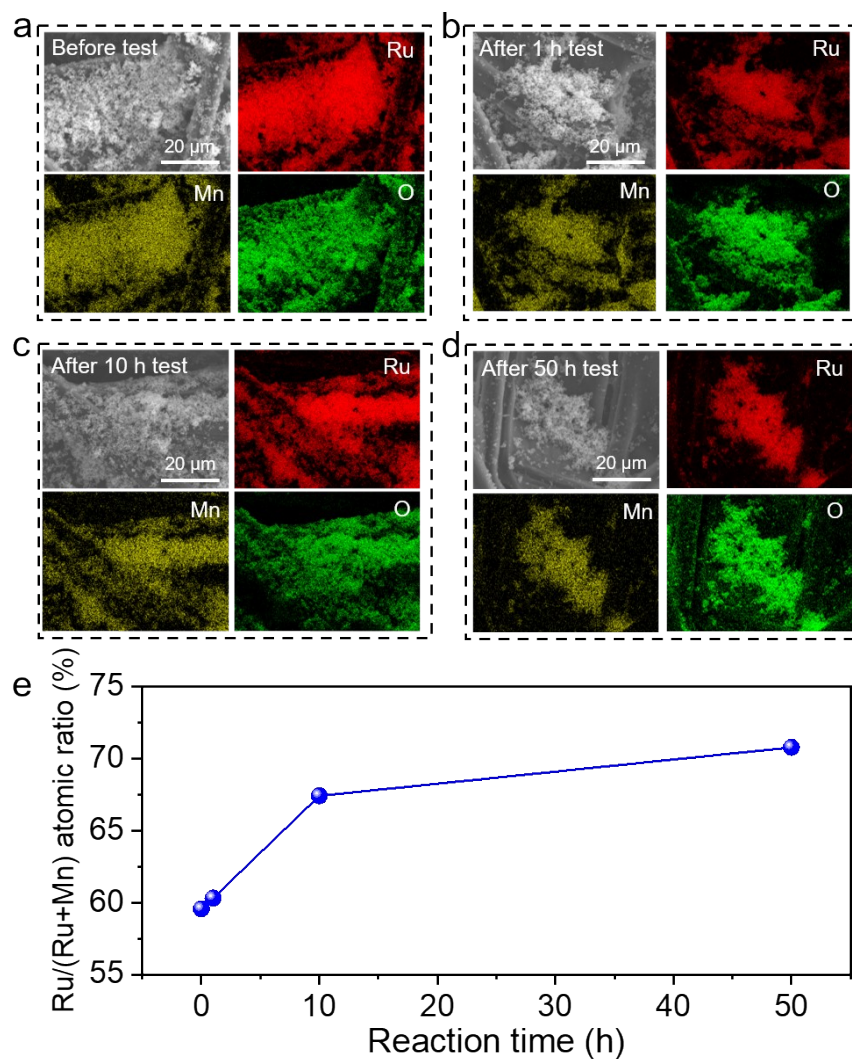 a
Before test
Ru
20 μm
Mn
O
b
After 1 h test
Ru
20 μm
Mn
O
c
After 10 h test
Ru
20 μm
Mn
O
d
After 50 h test
Ru
20 μm
Mn
O
e
Ru/(Ru+Mn) atomic ratio (%)
75
70
65
60
55
0
10
20
30
40
50
Reaction time (h)